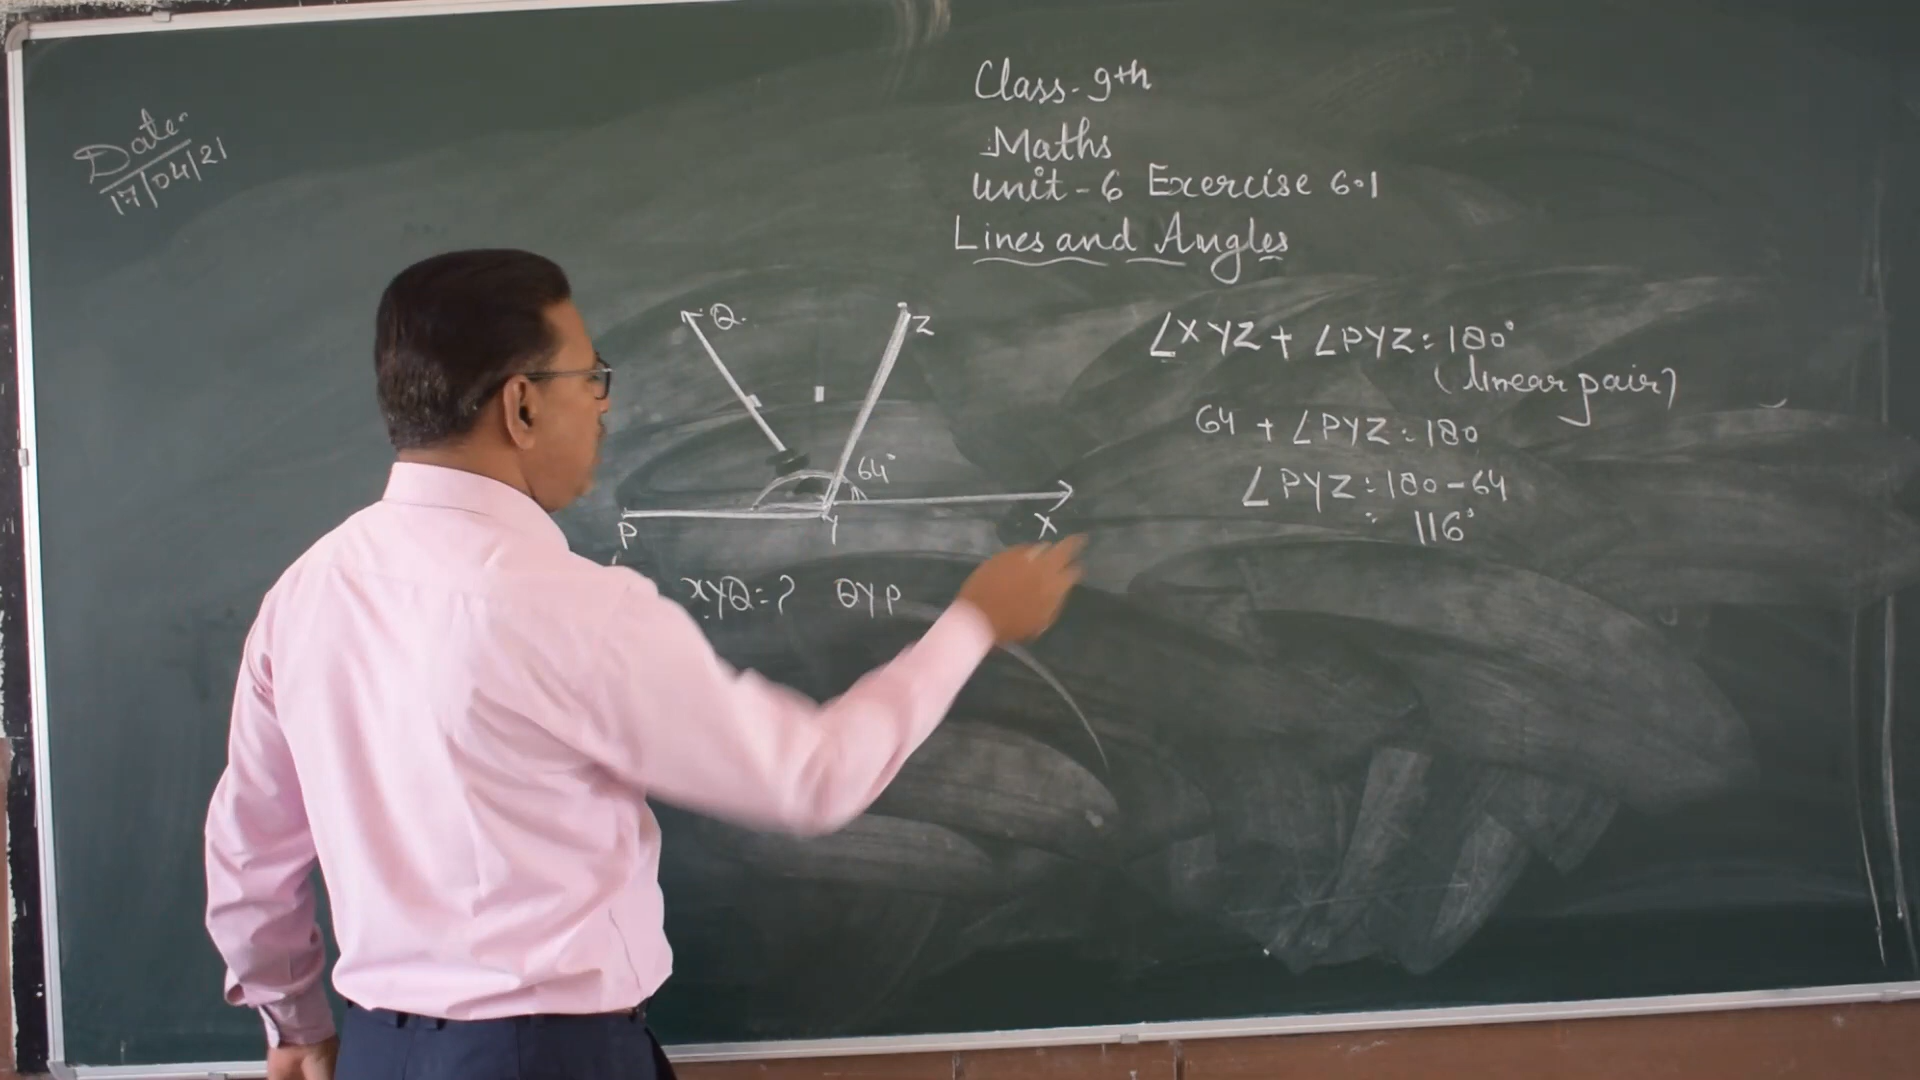 Date-
17/04/21
Class-9th
Maths
Unit-6 Exercise 6.1
Lines and Angles
Q.
Z
64°
P
Y
X
XYQ=? QYP
∠XYZ + ∠PYZ = 180°
(linear pair)
64 + ∠PYZ = 180
∠PYZ = 180-64
= 116°